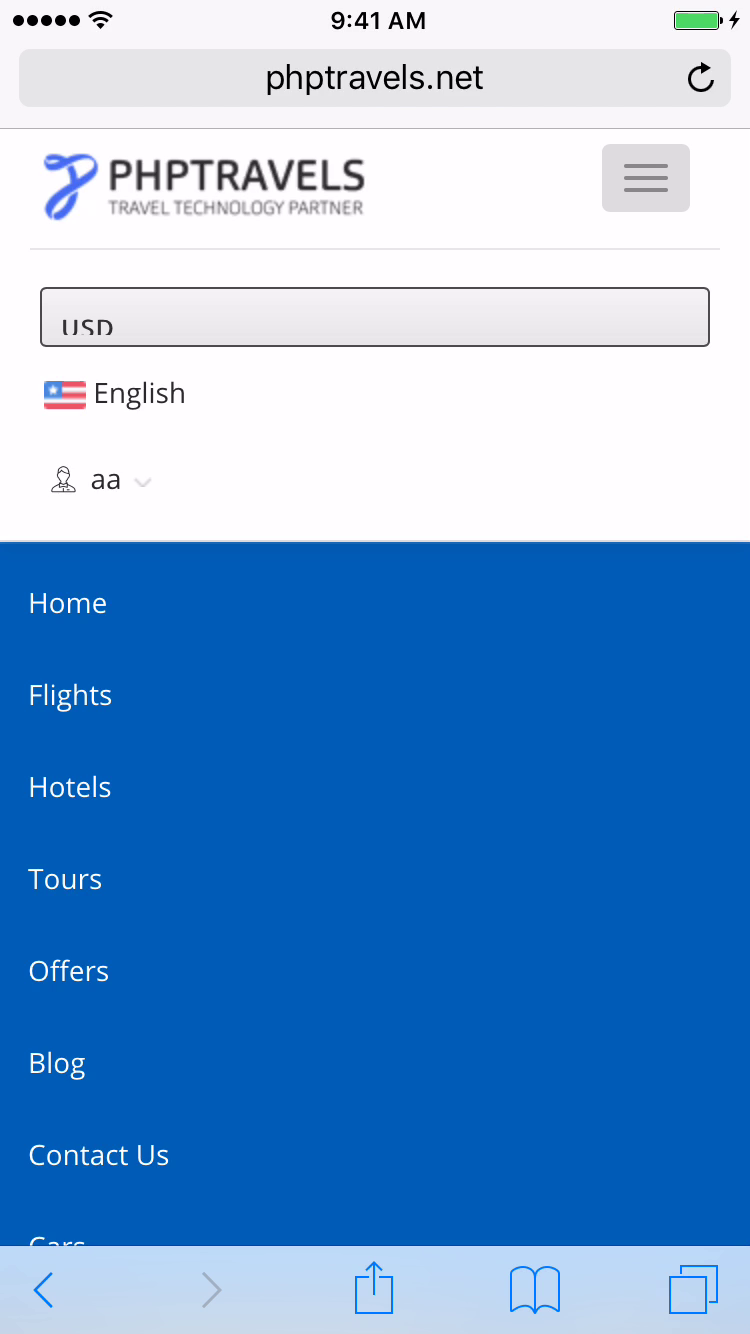 9:41 AM
phptravels.net
PHPTRAVELS
TRAVEL TECHNOLOGY PARTNER
USD
English
aa
Home
Flights
Hotels
Tours
Offers
Blog
Contact Us
Cars